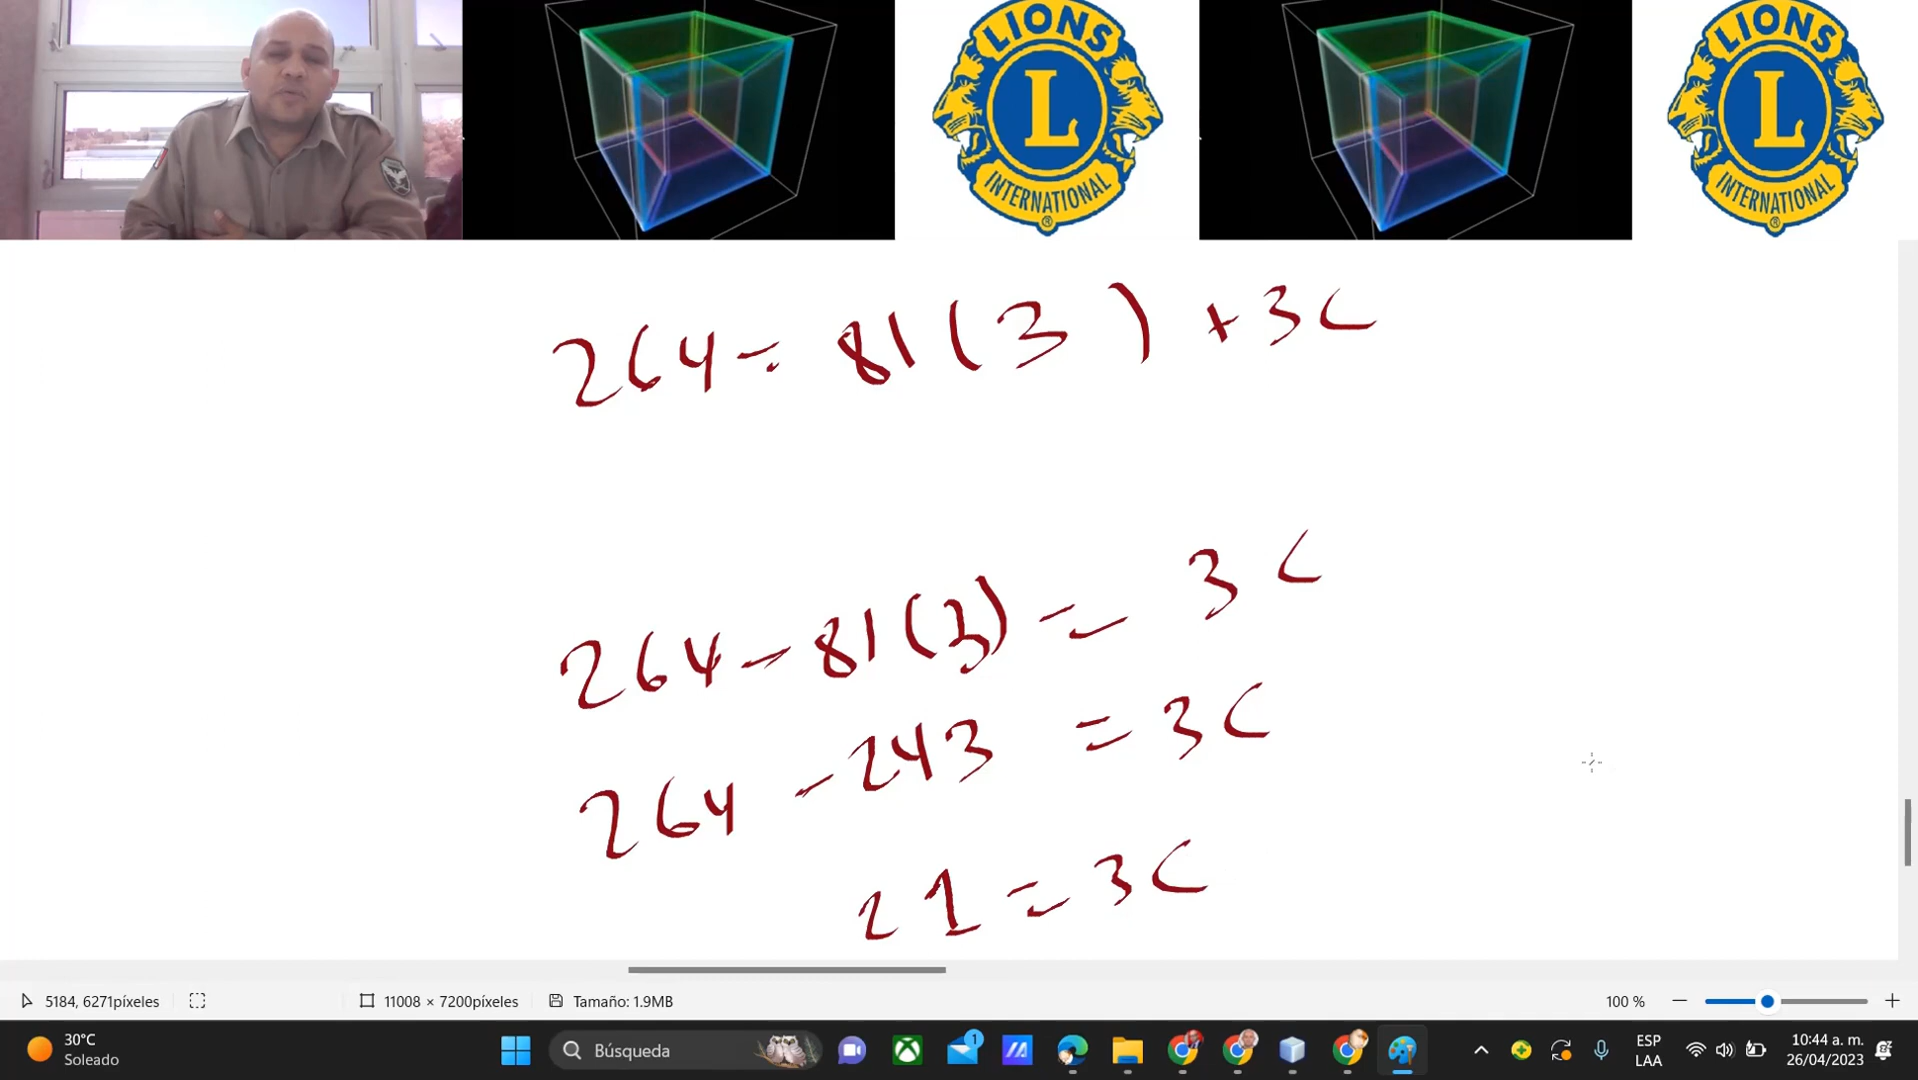 LIONS
L
INTERNATIONAL
®
LIONS
L
INTERNATIONAL
®
264 = 81(3) + 3C
264 - 81(3) = 3C
264 - 243 = 3C
21 = 3C
5184, 6271píxeles
11008 × 7200píxeles
Tamaño: 1.9MB
100 %
30°C
Soleado
Búsqueda
1
ESP
LAA
10:44 a. m.
26/04/2023